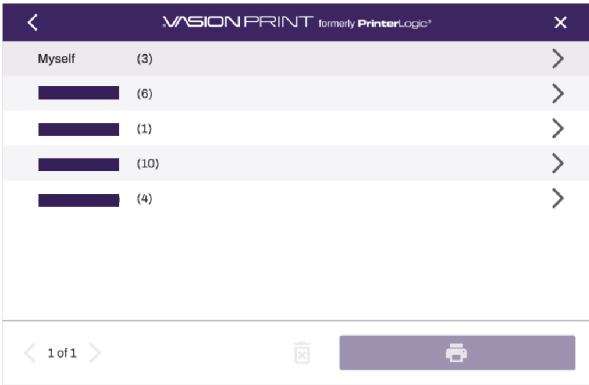 VASION PRINT formerly PrinterLogic®
Myself (3)
(6)
(1)
(10)
(4)
1 of 1